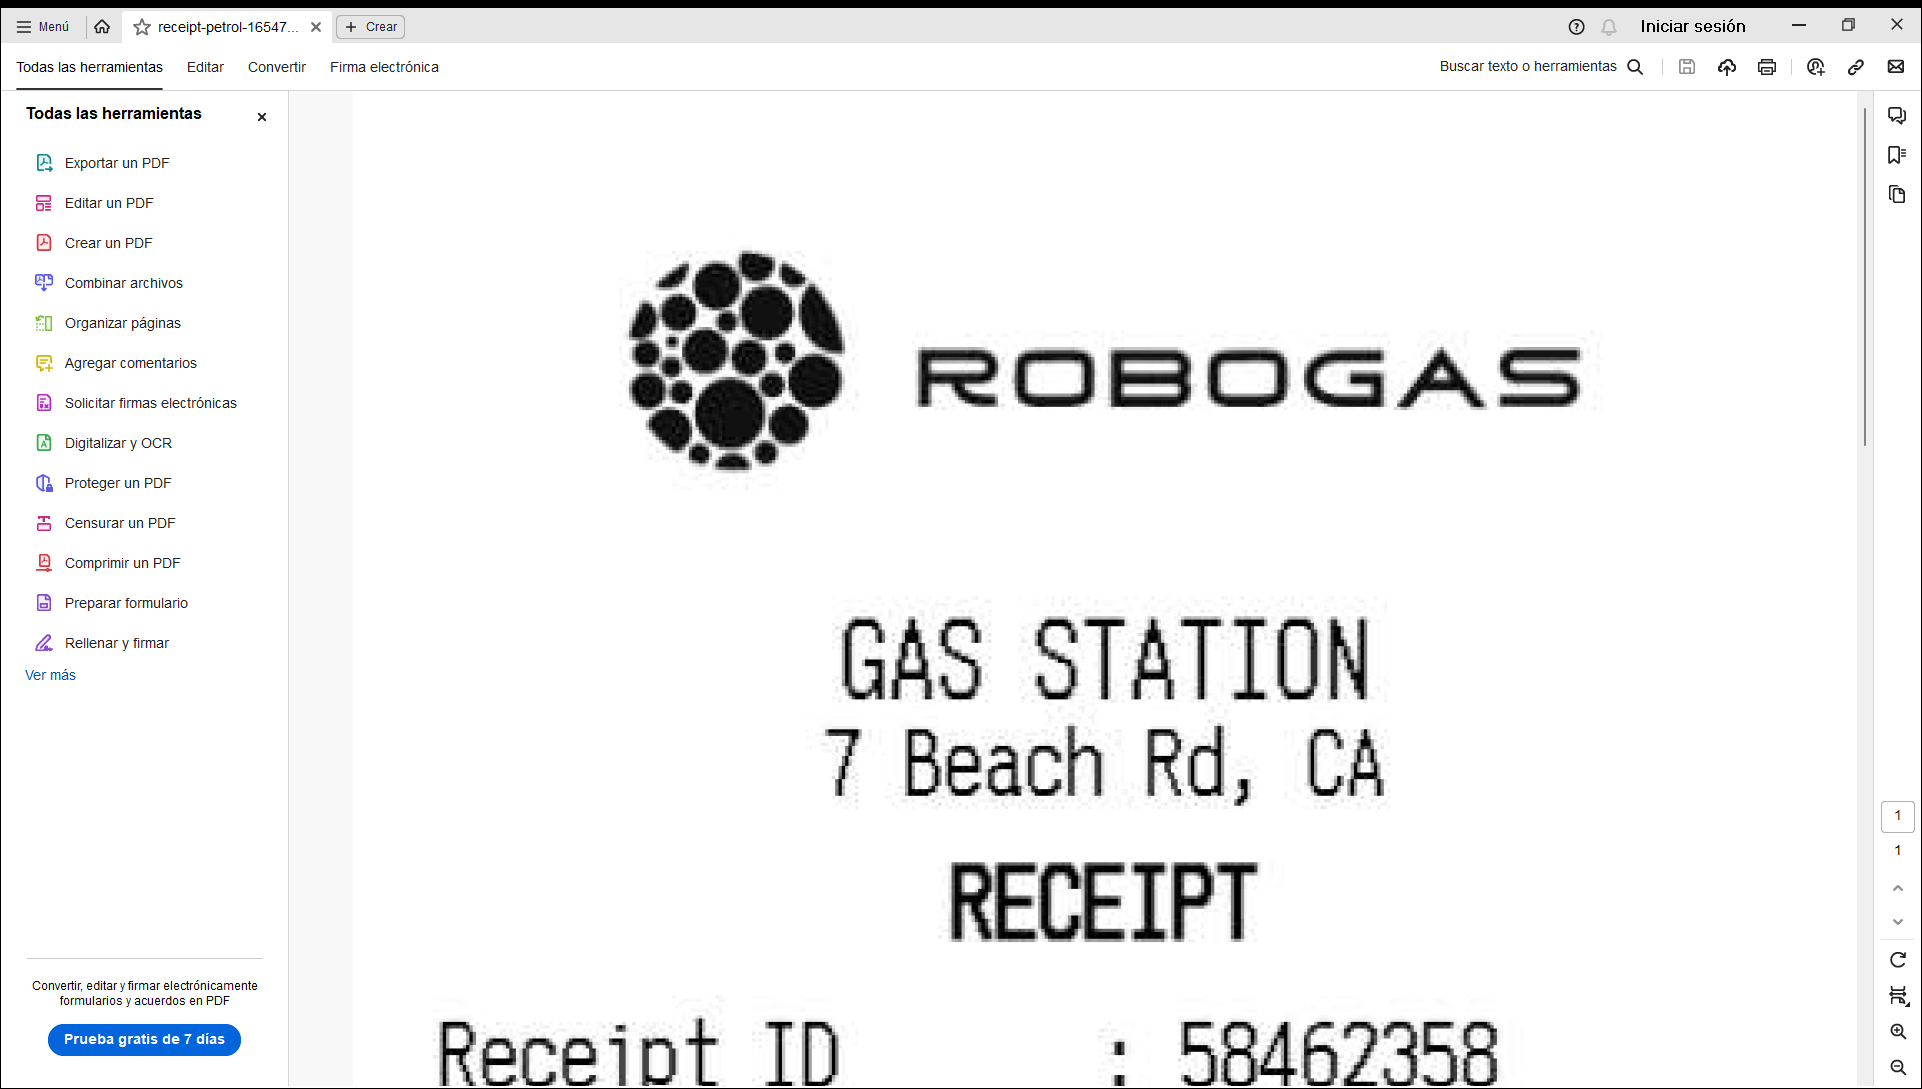 Menú
receipt-petrol-16547...
Crear
Iniciar sesión
Todas las herramientas
Editar
Convertir
Firma electrónica
Buscar texto o herramientas
Todas las herramientas
Exportar un PDF
Editar un PDF
Crear un PDF
Combinar archivos
Organizar páginas
Agregar comentarios
Solicitar firmas electrónicas
Digitalizar y OCR
Proteger un PDF
Censurar un PDF
Comprimir un PDF
Preparar formulario
Rellenar y firmar
Ver más
Convertir, editar y firmar electrónicamente
formularios y acuerdos en PDF
Prueba gratis de 7 días
ROBOGAS
GAS STATION
7 Beach Rd, CA
RECEIPT
Receipt ID : 58462358
1
1